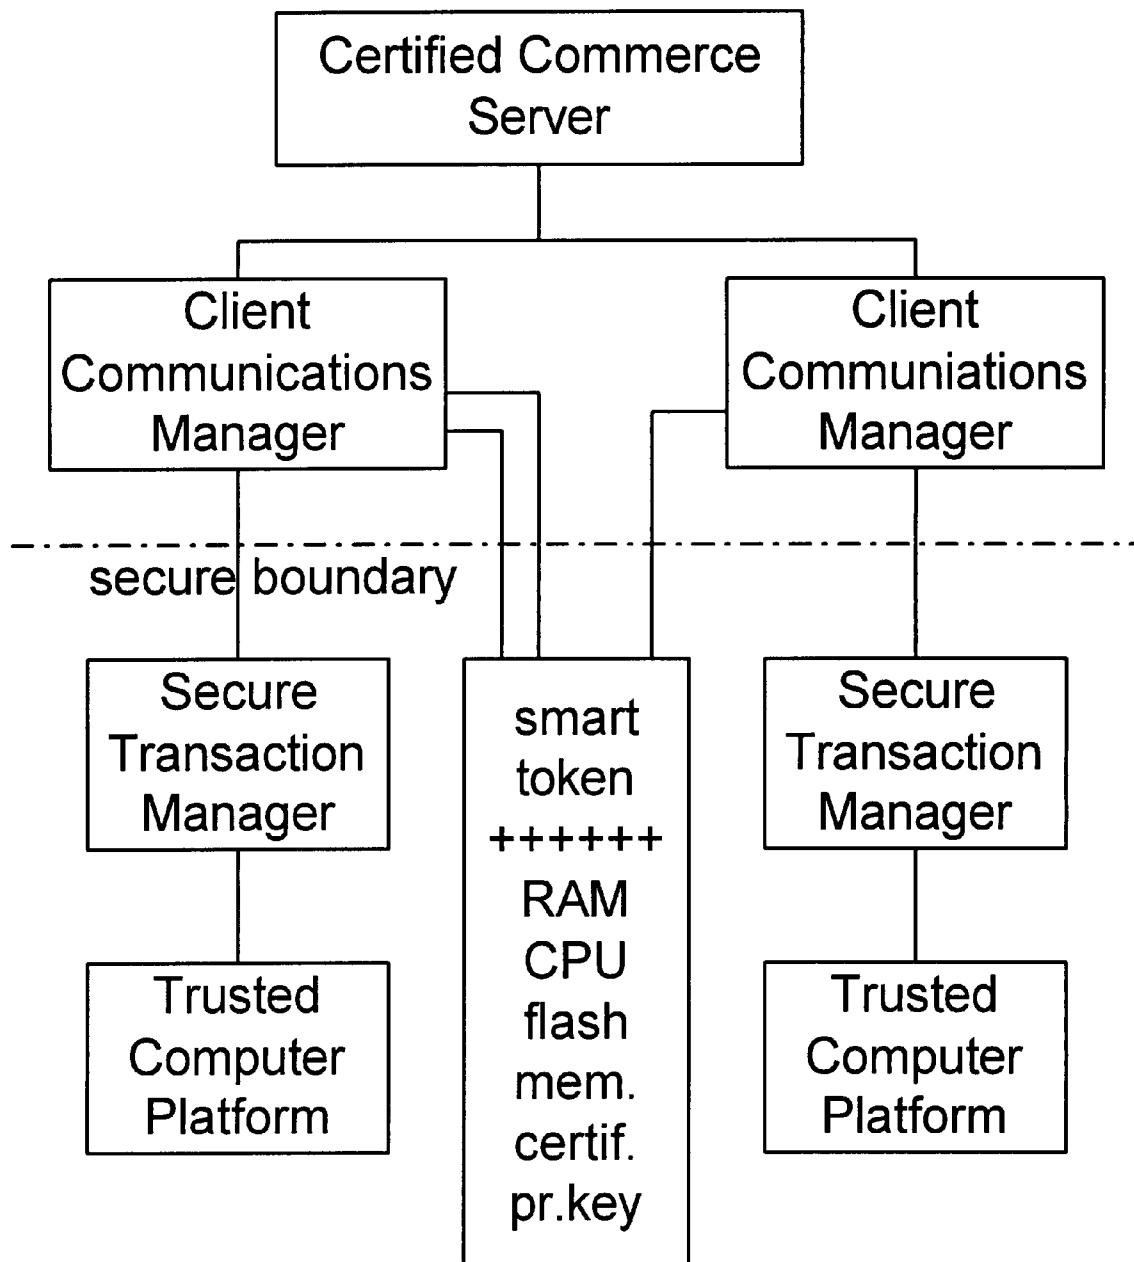 Certified Commerce
Server
Client
Communications
Manager
Client
Communiations
Manager
secure boundary
Secure
Transaction
Manager
smart
token
++++++
RAM
CPU
flash
mem.
certif.
pr.key
Secure
Transaction
Manager
Trusted
Computer
Platform
Trusted
Computer
Platform